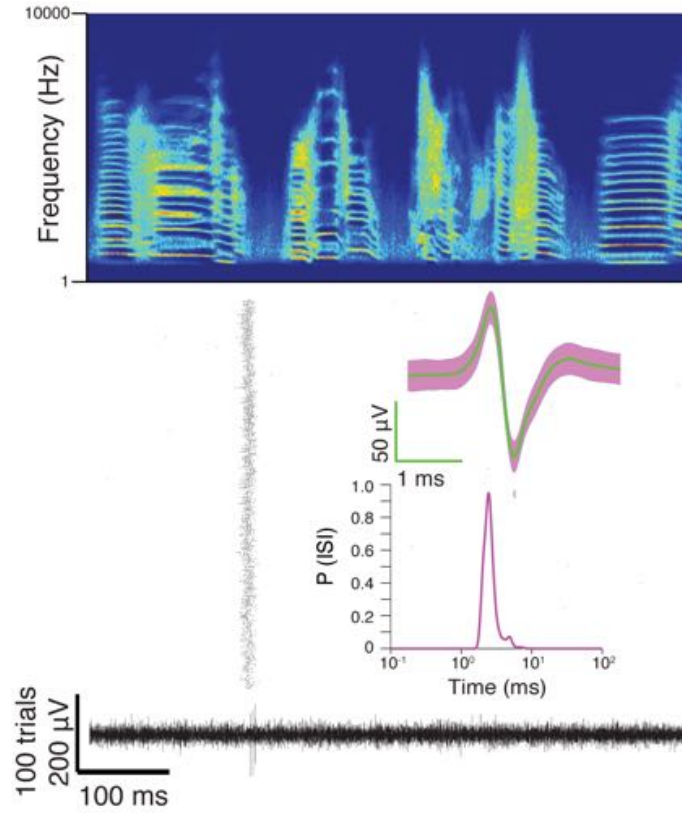 10000
Frequency (Hz)
1
50 µV
1 ms
P (ISI)
1.0
0.8
0.6
0.4
0.2
0
10⁻¹
10⁰
10¹
10²
Time (ms)
100 trials
200 µV
100 ms